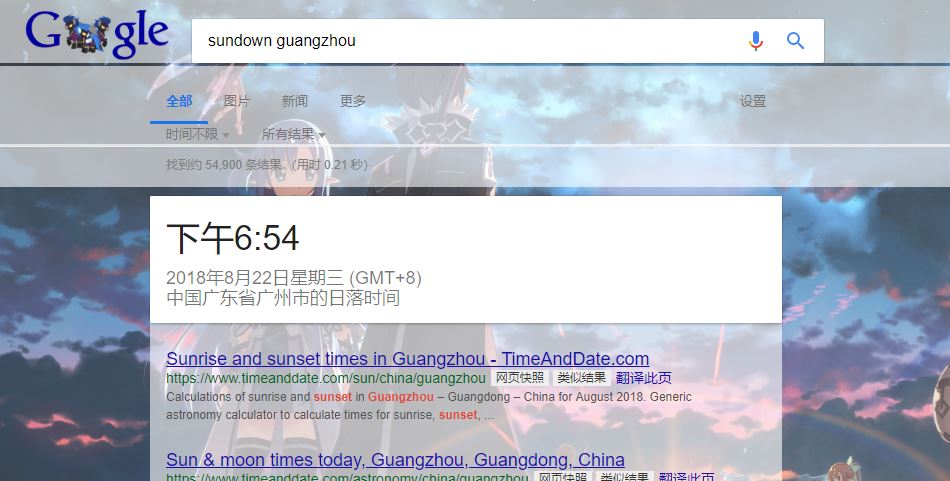 Google
sundown guangzhou
全部 图片 新闻 更多 设置
时间不限 所有结果
找到约 54,900 条结果 (用时 0.21 秒)
下午6:54
2018年8月22日星期三 (GMT+8)
中国广东省广州市的日落时间
Sunrise and sunset times in Guangzhou - TimeAndDate.com
https://www.timeanddate.com/sun/china/guangzhou 网页快照 类似结果 翻译此页
Calculations of sunrise and sunset in Guangzhou – Guangdong – China for August 2018. Generic
astronomy calculator to calculate times for sunrise, sunset, ...
Sun & moon times today, Guangzhou, Guangdong, China
https://www.timeanddate.com/astronomy/china/guangzhou 网页快照 类似结果 翻译此页